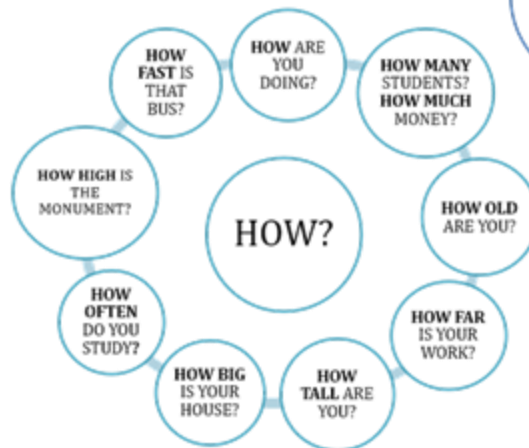 HOW ARE
YOU
DOING?
HOW MANY
STUDENTS?
HOW MUCH
MONEY?
HOW OLD
ARE YOU?
HOW FAR
IS YOUR
WORK?
HOW
TALL ARE
YOU?
HOW BIG
IS YOUR
HOUSE?
HOW
OFTEN
DO YOU
STUDY?
HOW HIGH IS
THE
MONUMENT?
HOW
FAST IS
THAT
BUS?
HOW?